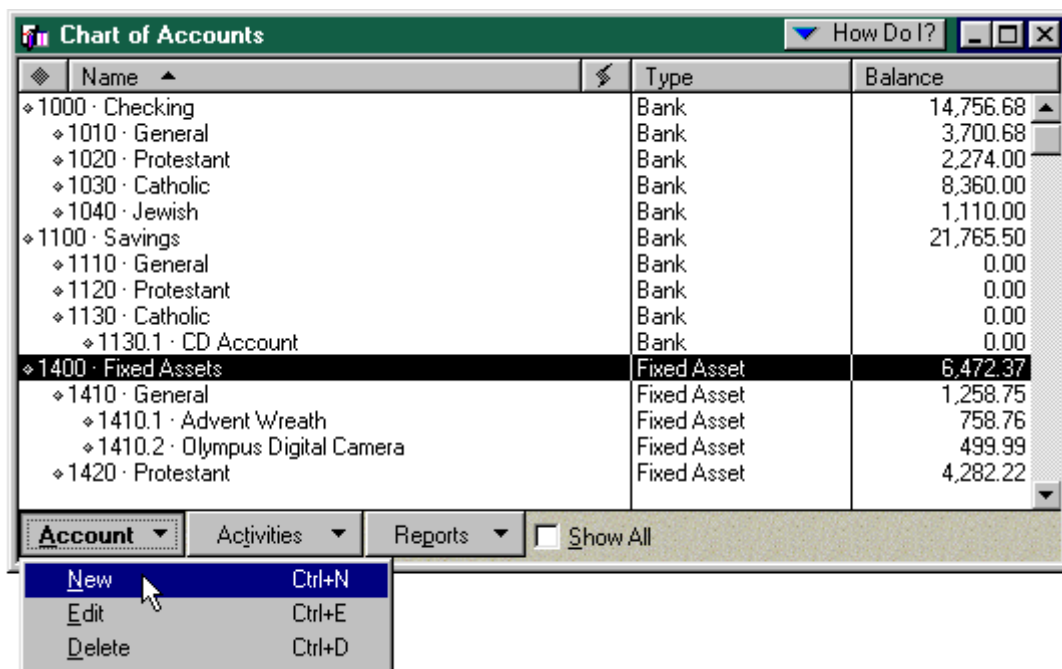 Chart of Accounts How Do I?
Name Type Balance
1000 · Checking Bank 14,756.68
1010 · General Bank 3,700.68
1020 · Protestant Bank 2,274.00
1030 · Catholic Bank 8,360.00
1040 · Jewish Bank 1,110.00
1100 · Savings Bank 21,765.50
1110 · General Bank 0.00
1120 · Protestant Bank 0.00
1130 · Catholic Bank 0.00
1130.1 · CD Account Bank 0.00
1400 · Fixed Assets Fixed Asset 6,472.37
1410 · General Fixed Asset 1,258.75
1410.1 · Advent Wreath Fixed Asset 758.76
1410.2 · Olympus Digital Camera Fixed Asset 499.99
1420 · Protestant Fixed Asset 4,282.22
Account Activities Reports Show All
New Ctrl+N
Edit Ctrl+E
Delete Ctrl+D